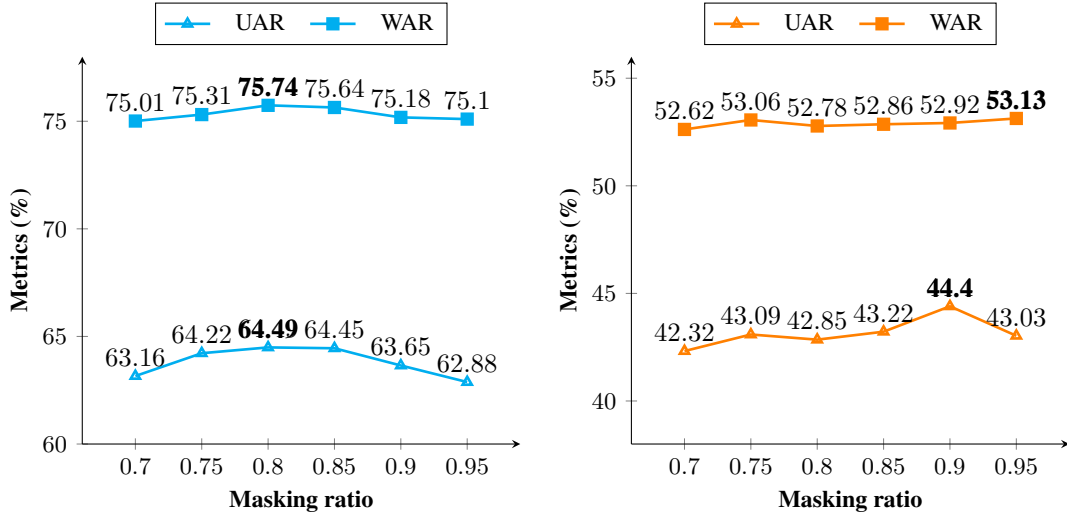 UAR WAR
75.01 75.31 75.74 75.64 75.18 75.1
63.16 64.22 64.49 64.45 63.65 62.88
75
70
65
60
0.7 0.75 0.8 0.85 0.9 0.95
Masking ratio
Metrics (%)
UAR WAR
52.62 53.06 52.78 52.86 52.92 53.13
42.32 43.09 42.85 43.22 44.4 43.03
55
50
45
40
0.7 0.75 0.8 0.85 0.9 0.95
Masking ratio
Metrics (%)